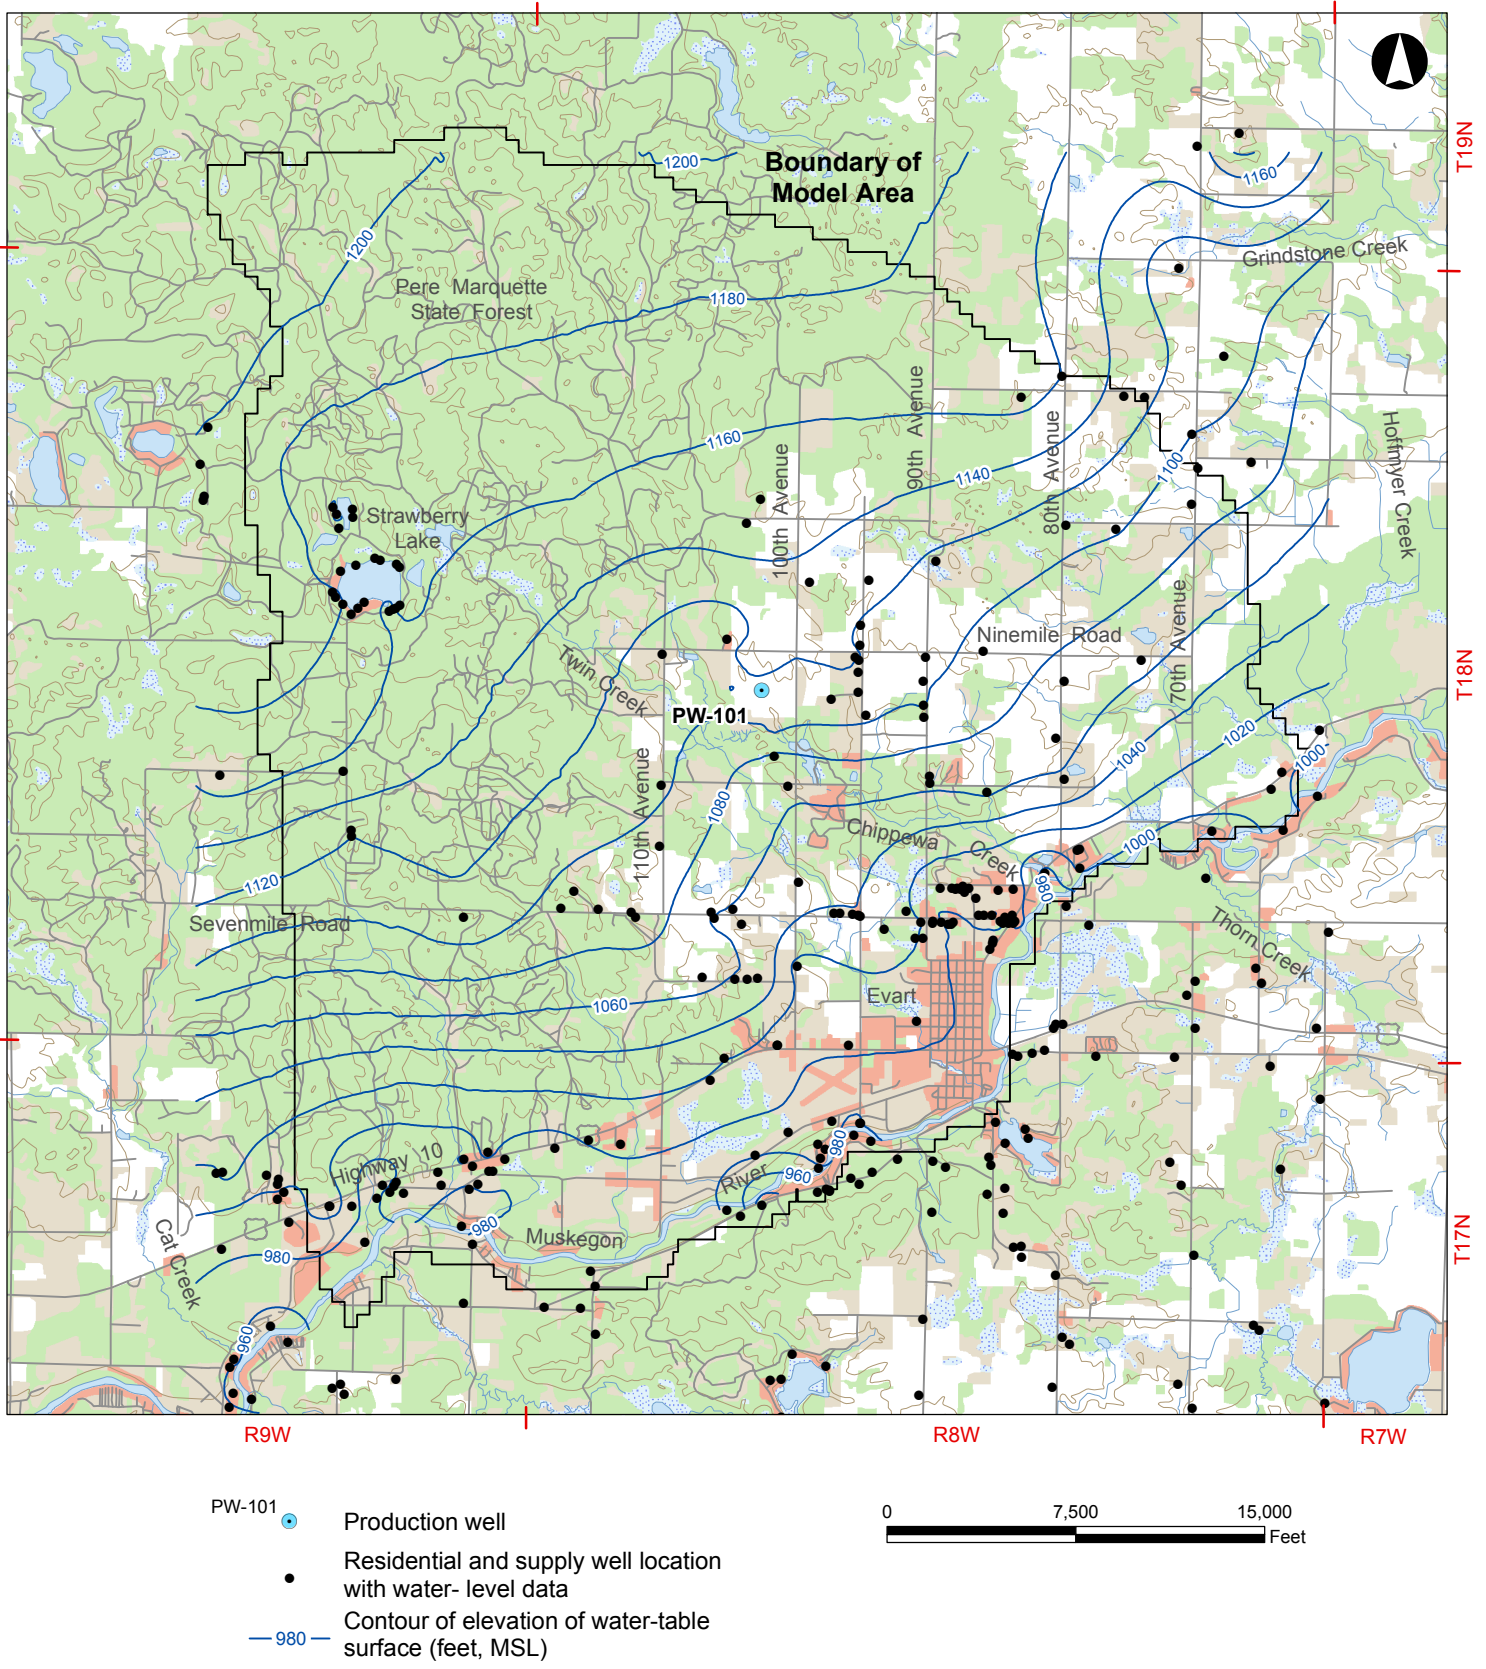 T19N
1200
Boundary of
Model Area
1160
1200
Grindstone Creek
Pere Marquette
State Forest
1180
90th Avenue
1160
80th Avenue
Hoffmyer Creek
100th Avenue
1140
1100
Strawberry
Lake
70th Avenue
Ninemile Road
Twin Creek
T18N
PW-101
1020
1040
1000
110th Avenue
1080
Chippewa
Creek
1000
1120
980
Sevenmile Road
Thorn Creek
Evart
1060
980
Highway 10
River
960
980
Muskegon
T17N
Cat Creek
980
960
R9W
R8W
R7W
PW-101
Production well
0 7,500 15,000
Feet
Residential and supply well location
with water- level data
980
Contour of elevation of water-table
surface (feet, MSL)